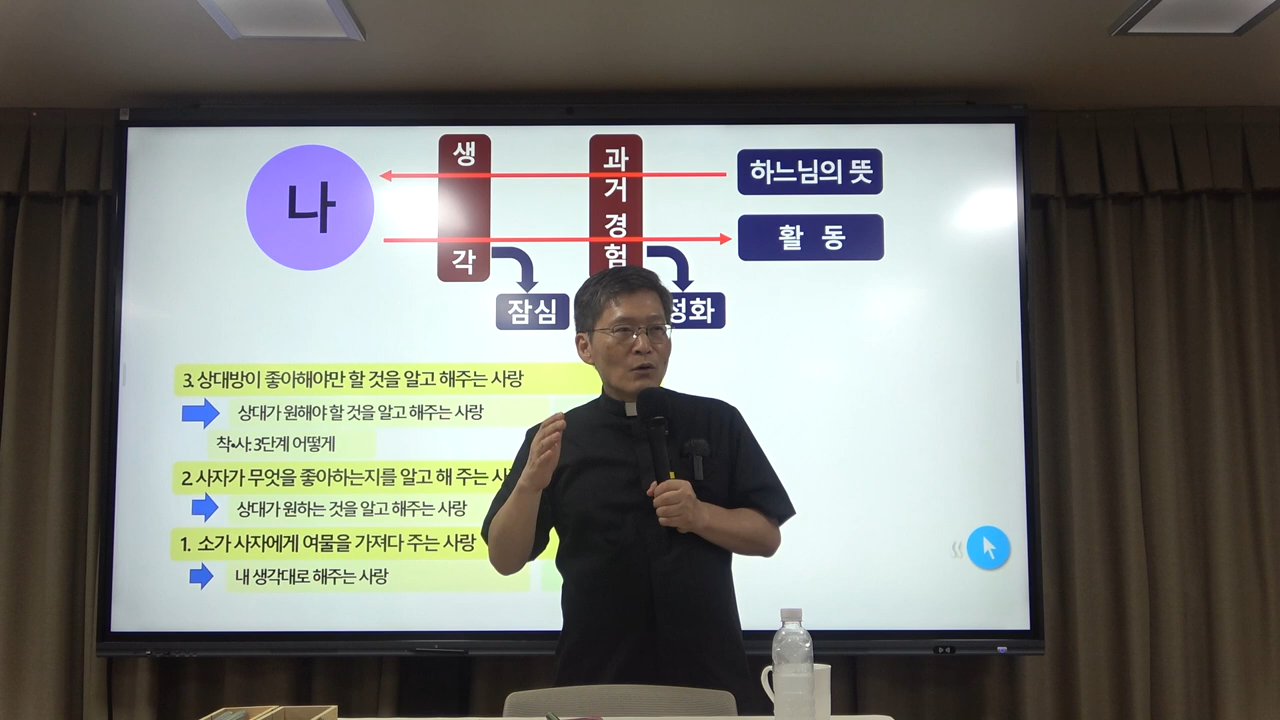 나
생각
과거 경험
하느님의 뜻
활 동
잠심
정화
3. 상대방이 좋아해야만 할 것을 알고 해주는 사랑
상대가 원해야 할 것을 알고 해주는 사랑
착•사: 3단계 어떻게
2. 사자가 무엇을 좋아하는지를 알고 해 주는
상대가 원하는 것을 알고 해주는 사랑
1. 소가 사자에게 여물을 가져다 주는 사랑
내 생각대로 해주는 사랑